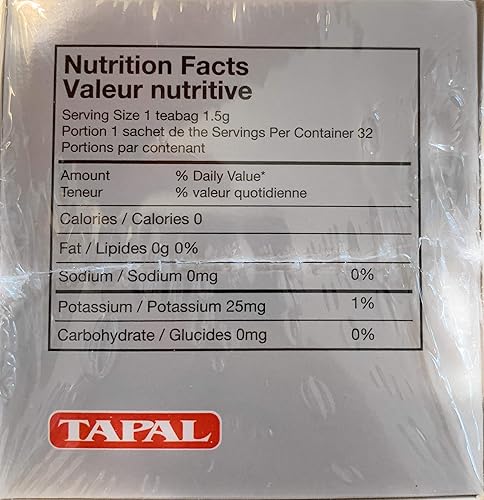 Nutrition Facts
Valeur nutritive
Serving Size 1 teabag 1.5g
Portion 1 sachet de the Servings Per Container 32
Portions par contenant
Amount % Daily Value*
Teneur % valeur quotidienne
Calories / Calories 0
Fat / Lipides 0g 0%
Sodium / Sodium 0mg 0%
Potassium / Potassium 25mg 1%
Carbohydrate / Glucides 0mg 0%
TAPAL